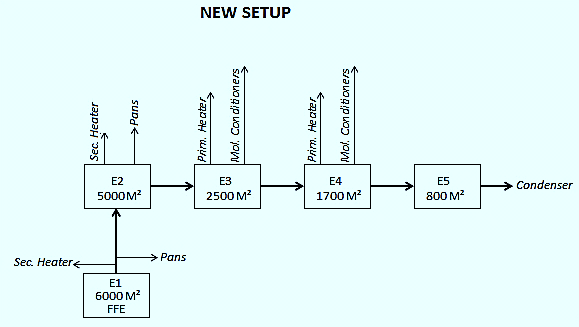 NEW SETUP
Sec. Heater
Pans
Prim. Heater
Mol. Conditioners
Prim. Heater
Mol. Conditioners
E2
5000 M²
E3
2500 M²
E4
1700 M²
E5
800 M²
Condenser
Sec. Heater
Pans
E1
6000 M²
FFE